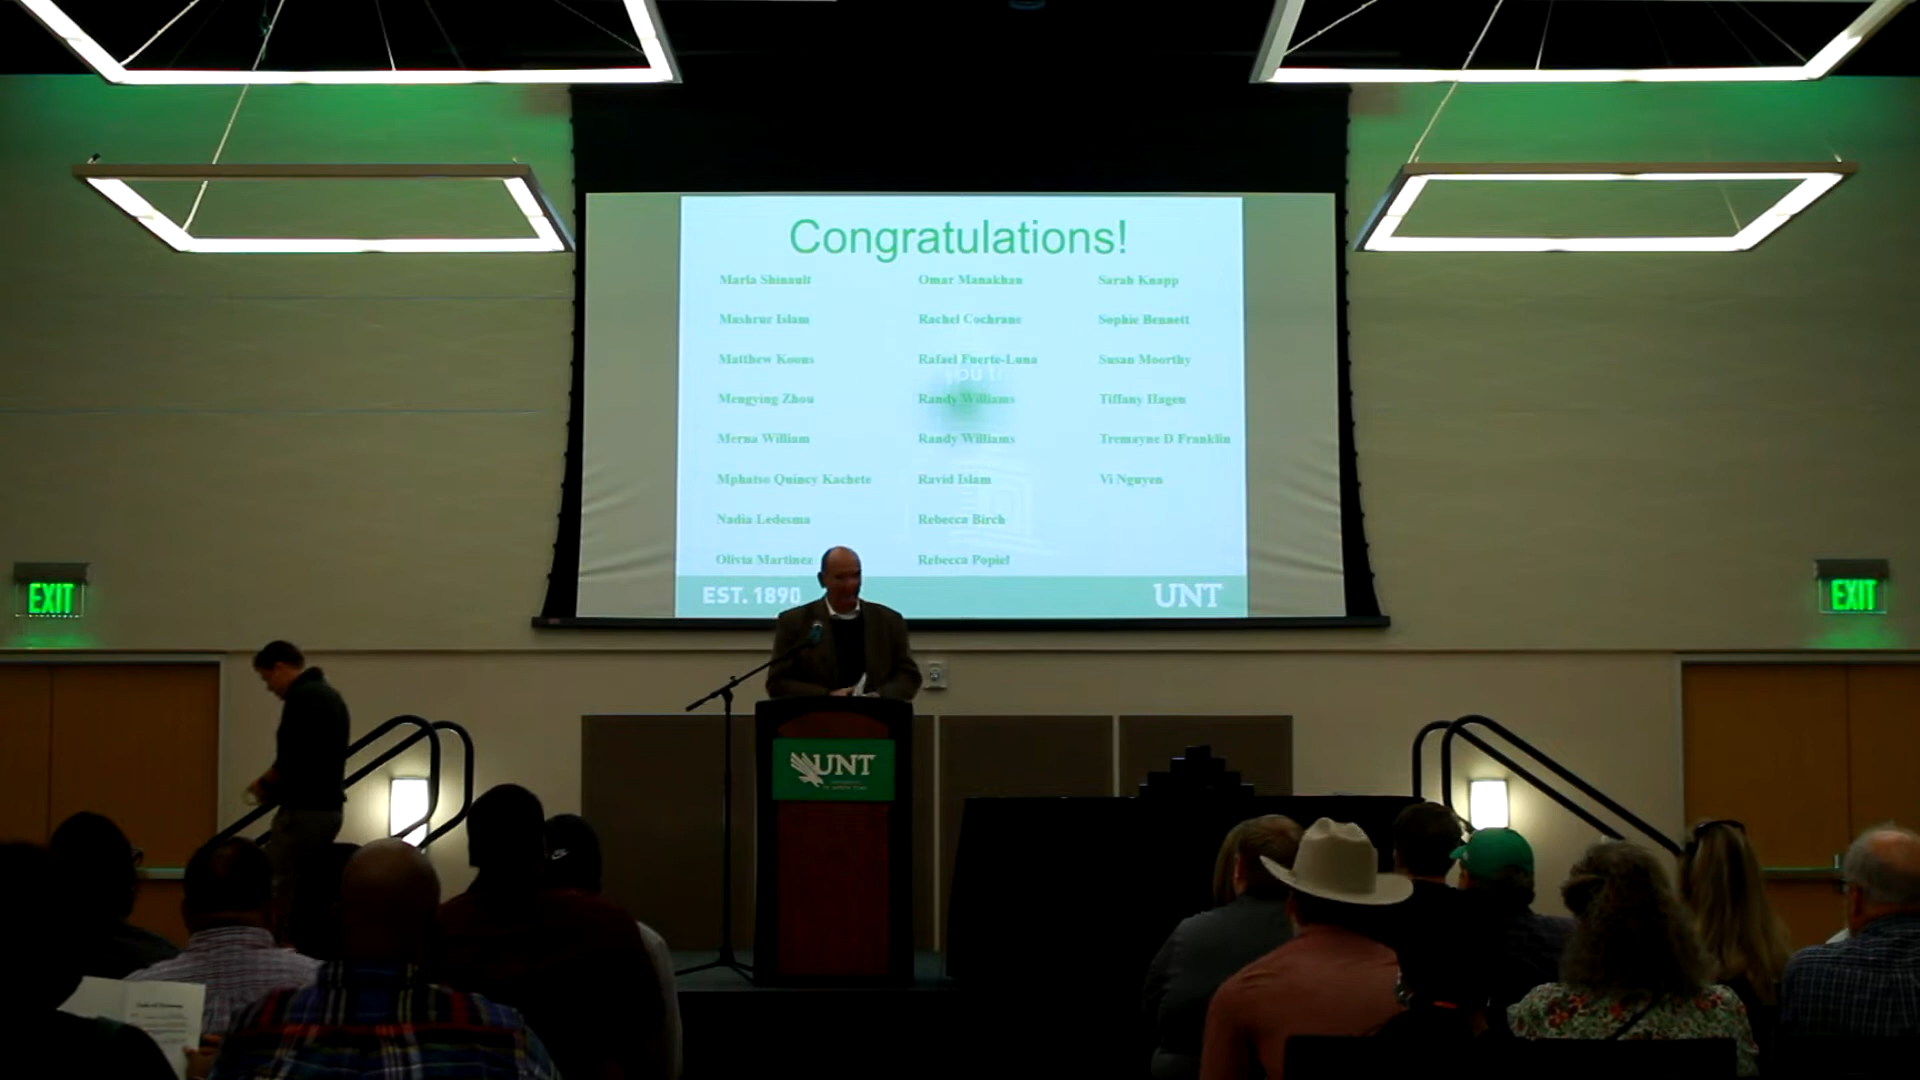 Congratulations!
Marla Shinault
Mashrur Islam
Matthew Koons
Mengying Zhou
Merna William
Mphatso Quincy Kachete
Nadia Ledesma
Olivia Martinez
Omar Manakhan
Rachel Cochrane
Rafael Fuerte-Luna
you th
Randy Williams
Randy Williams
Ravid Islam
Rebecca Birch
Rebecca Popiel
Sarah Knapp
Sophie Bennett
Susan Moorthy
Tiffany Hagen
Tremayne D Franklin
Vi Nguyen
EST. 1890
UNT
EXIT
EXIT
UNT